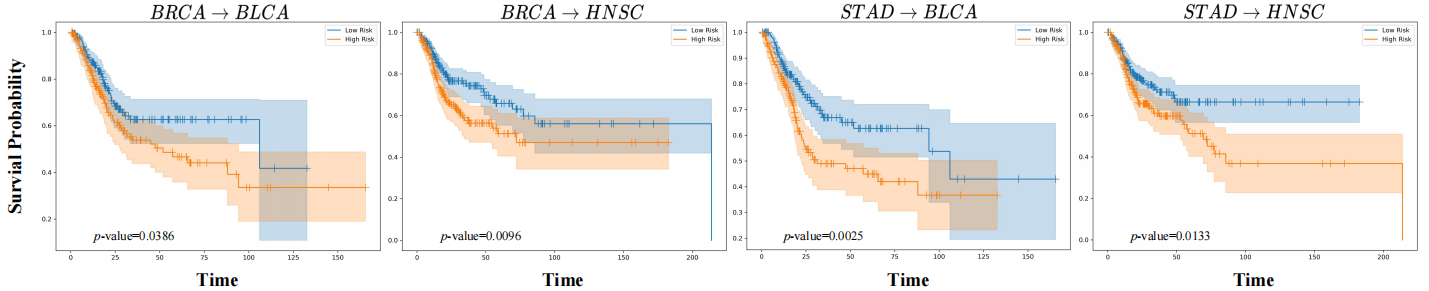 BRCA → BLCA
BRCA → HNSC
STAD → BLCA
STAD → HNSC
Survial Probability
1.0
0.8
0.6
0.4
0.2
Low Risk
High Risk
p-value=0.0386
0 25 50 75 100 125 150
Time
1.0
0.8
0.6
0.4
0.2
0.0
Low Risk
High Risk
p-value=0.0096
0 50 100 150 200
Time
1.0
0.9
0.8
0.7
0.6
0.5
0.4
0.3
0.2
Low Risk
High Risk
p-value=0.0025
0 25 50 75 100 125 150
Time
1.0
0.8
0.6
0.4
0.2
0.0
Low Risk
High Risk
p-value=0.0133
0 50 100 150 200
Time